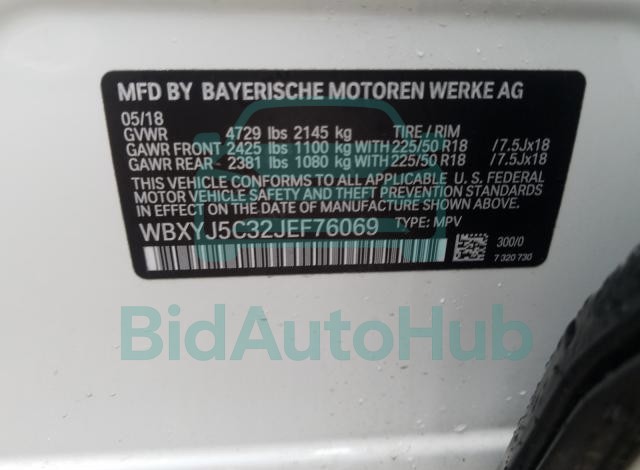 MFD BY BAYERISCHE MOTOREN WERKE AG
05/18
GVWR 4729 lbs 2145 kg TIRE / RIM
GAWR FRONT 2425 lbs 1100 kg WITH 225/50 R18 /7.5Jx18
GAWR REAR - 2381 lbs 1080 kg WITH 225/50 R18 /7.5Jx18
THIS VEHICLE CONFORMS TO ALL APPLICABLE U.S. FEDERAL
MOTOR VEHICLE SAFETY AND THEFT PREVENTION STANDARDS
IN EFFECT ON THE DATE OF MANUFACTURE SHOWN ABOVE.
WBXYJ5C32JEF76069 TYPE: MPV
300/0
7 320 730
BidAutoHub